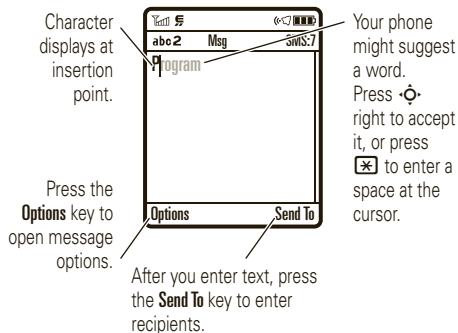 Character
displays at
insertion
point.
abc 2 Msg SMS:7
Program
Your phone
might suggest
a word.
Press
right to accept
it, or press
* to enter a
space at the
cursor.
Press the
Options key to
open message
options.
Options Send To
After you enter text, press
the Send To key to enter
recipients.